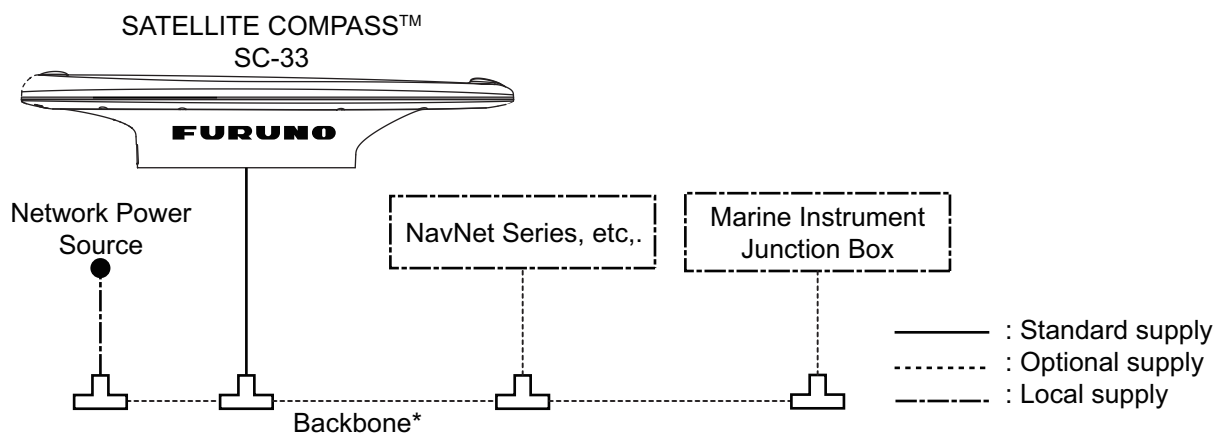 SATELLITE COMPASS™
SC-33
FURUNO
Network Power
Source
NavNet Series, etc,.
Marine Instrument
Junction Box
: Standard supply
: Optional supply
: Local supply
Backbone*